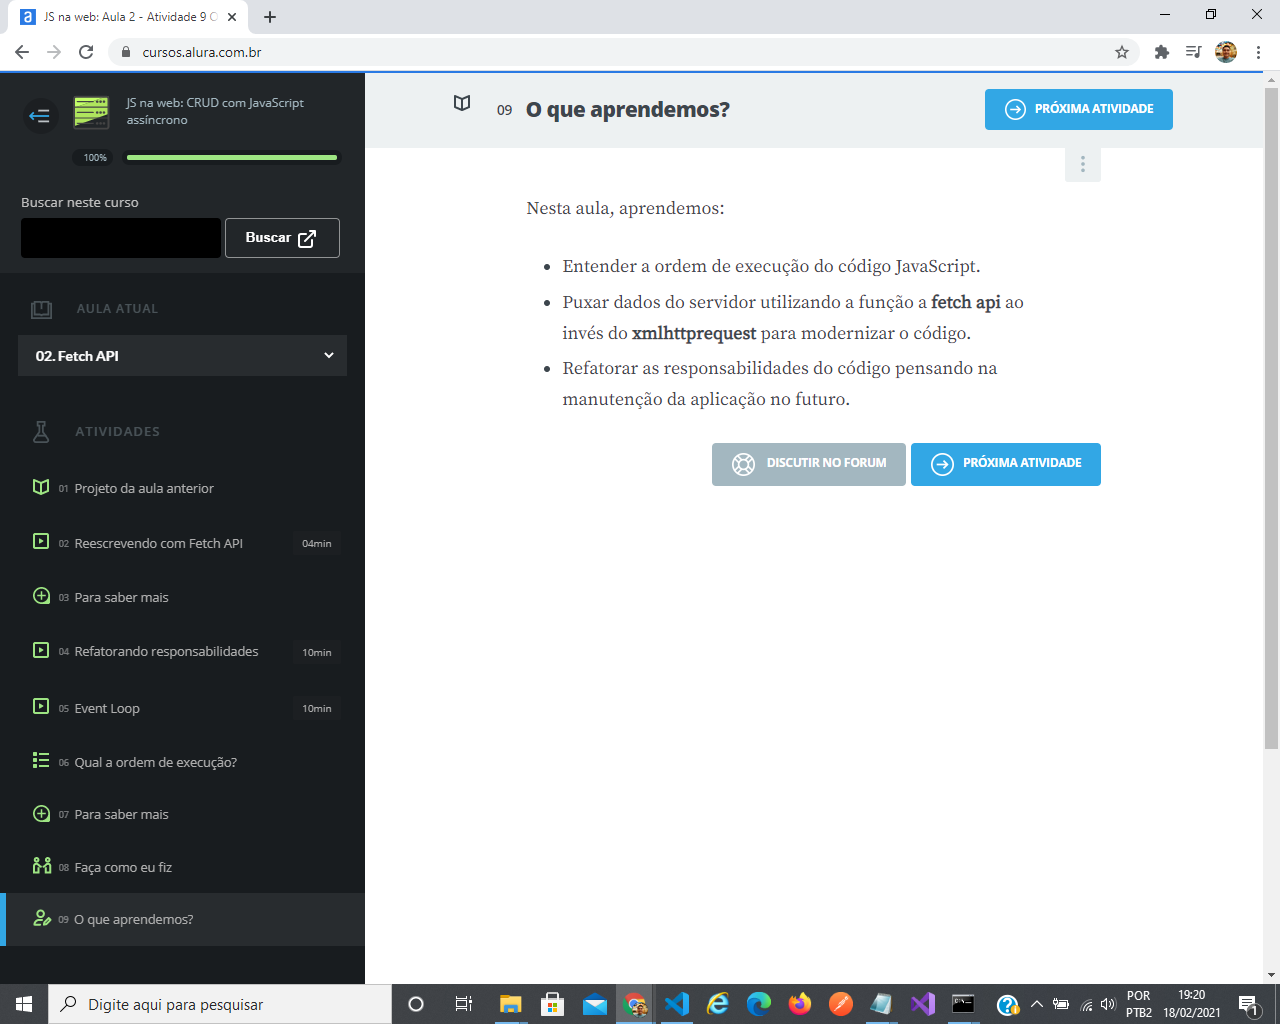 JS na web: Aula 2 - Atividade 9 O
cursos.alura.com.br
JS na web: CRUD com JavaScript
assíncrono
100%
Buscar neste curso
Buscar
AULA ATUAL
02. Fetch API
ATIVIDADES
01 Projeto da aula anterior
02 Reescrevendo com Fetch API 04min
03 Para saber mais
04 Refatorando responsabilidades 10min
05 Event Loop 10min
06 Qual a ordem de execução?
07 Para saber mais
08 Faça como eu fiz
09 O que aprendemos?
09 O que aprendemos?
PRÓXIMA ATIVIDADE
Nesta aula, aprendemos:
• Entender a ordem de execução do código JavaScript.
• Puxar dados do servidor utilizando a função a fetch api ao
invés do xmlhttprequest para modernizar o código.
• Refatorar as responsabilidades do código pensando na
manutenção da aplicação no futuro.
DISCUTIR NO FORUM
PRÓXIMA ATIVIDADE
Digite aqui para pesquisar
POR
PTB2
19:20
18/02/2021
1